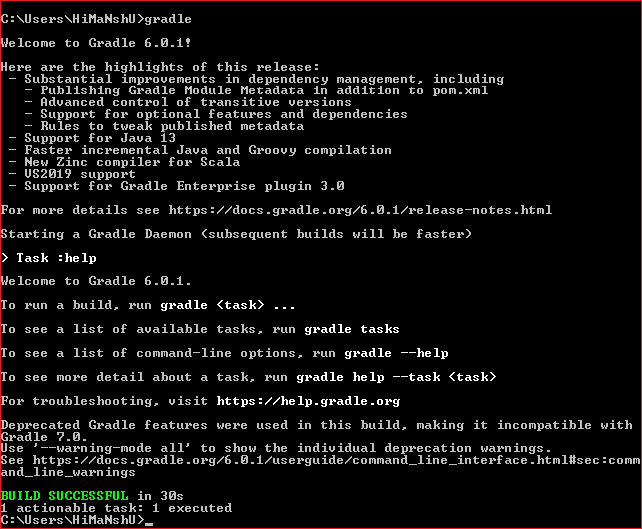 C:\Users\HiMaNshU>gradle
Welcome to Gradle 6.0.1!
Here are the highlights of this release:
- Substantial improvements in dependency management, including
- Publishing Gradle Module Metadata in addition to pom.xml
- Advanced control of transitive versions
- Support for optional features and dependencies
- Rules to tweak published metadata
- Support for Java 13
- Faster incremental Java and Groovy compilation
- New Zinc compiler for Scala
- VS2019 support
- Support for Gradle Enterprise plugin 3.0
For more details see https://docs.gradle.org/6.0.1/release-notes.html
Starting a Gradle Daemon (subsequent builds will be faster)
> Task :help
Welcome to Gradle 6.0.1.
To run a build, run gradle <task> ...
To see a list of available tasks, run gradle tasks
To see a list of command-line options, run gradle --help
To see more detail about a task, run gradle help --task <task>
For troubleshooting, visit https://help.gradle.org
Deprecated Gradle features were used in this build, making it incompatible with
Gradle 7.0.
Use '--warning-mode all' to show the individual deprecation warnings.
See https://docs.gradle.org/6.0.1/userguide/command_line_interface.html#sec:comm
and_line_warnings
BUILD SUCCESSFUL in 30s
1 actionable task: 1 executed
C:\Users\HiMaNshU>_